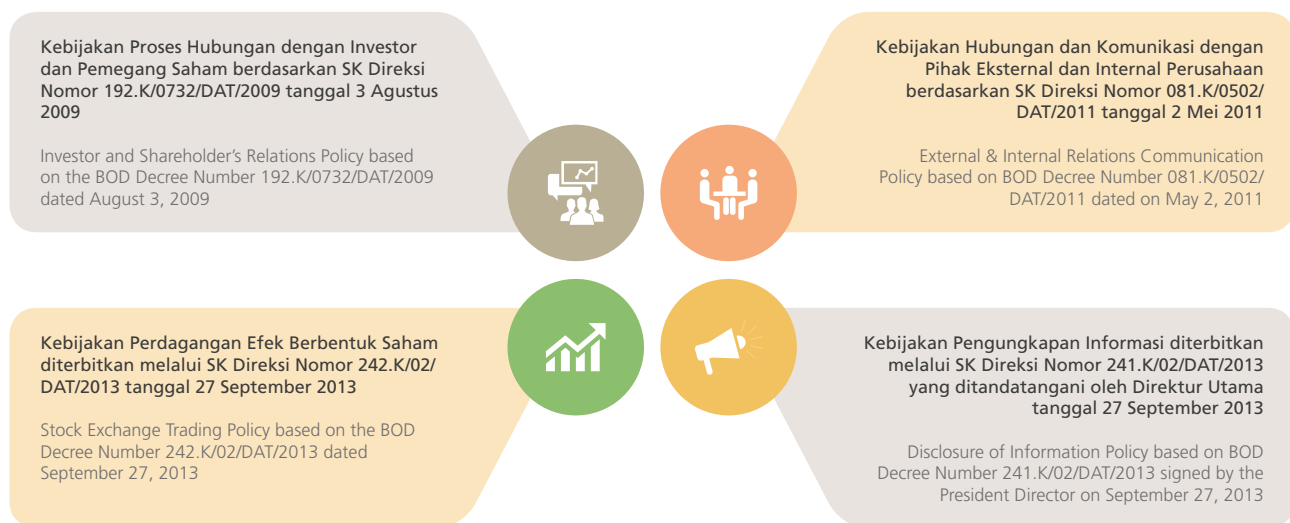 Kebijakan Proses Hubungan dengan Investor
dan Pemegang Saham berdasarkan SK Direksi
Nomor 192.K/0732/DAT/2009 tanggal 3 Agustus
2009
Investor and Shareholder's Relations Policy based
on the BOD Decree Number 192.K/0732/DAT/2009
dated August 3, 2009
Kebijakan Hubungan dan Komunikasi dengan
Pihak Eksternal dan Internal Perusahaan
berdasarkan SK Direksi Nomor 081.K/0502/
DAT/2011 tanggal 2 Mei 2011
External & Internal Relations Communication
Policy based on BOD Decree Number 081.K/0502/
DAT/2011 dated on May 2, 2011
Kebijakan Perdagangan Efek Berbentuk Saham
diterbitkan melalui SK Direksi Nomor 242.K/02/
DAT/2013 tanggal 27 September 2013
Stock Exchange Trading Policy based on the BOD
Decree Number 242.K/02/DAT/2013 dated
September 27, 2013
Kebijakan Pengungkapan Informasi diterbitkan
melalui SK Direksi Nomor 241.K/02/DAT/2013
yang ditandatangani oleh Direktur Utama
tanggal 27 September 2013
Disclosure of Information Policy based on BOD
Decree Number 241.K/02/DAT/2013 signed by the
President Director on September 27, 2013